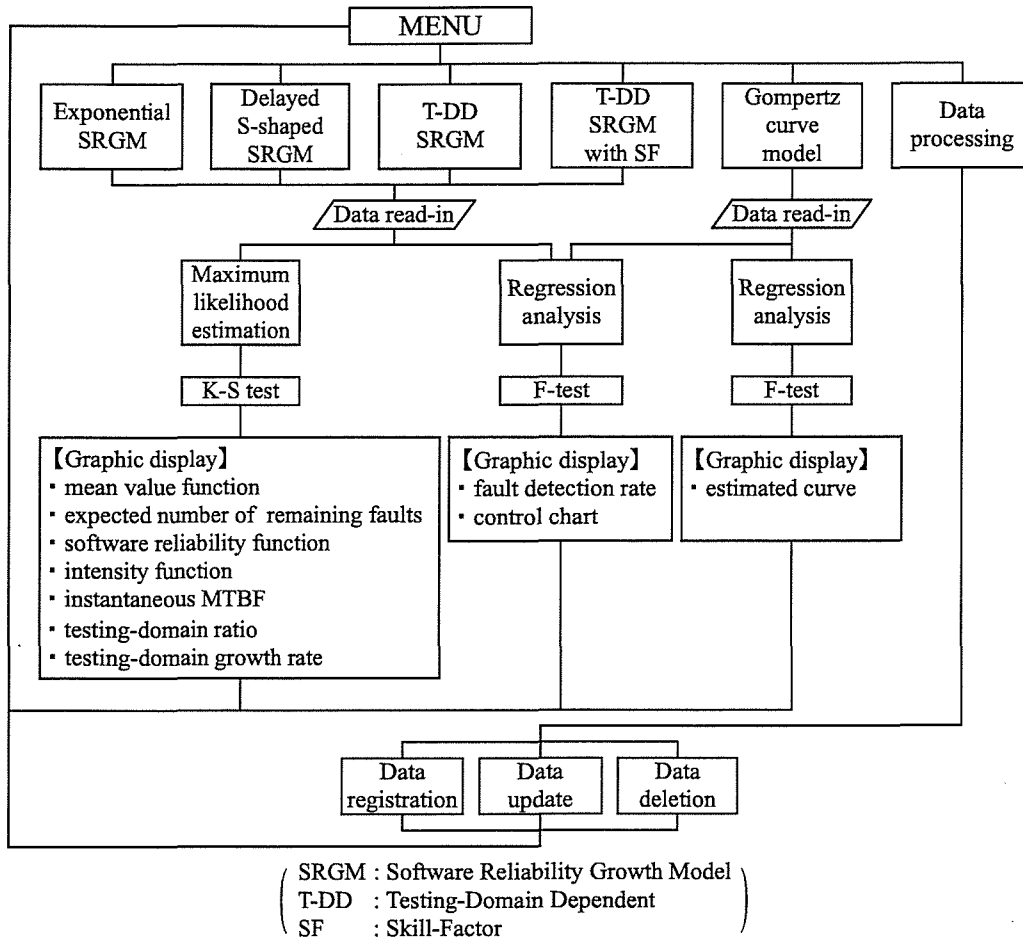 MENU
Exponential
SRGM
Delayed
S-shaped
SRGM
T-DD
SRGM
T-DD
SRGM
with SF
Gompertz
curve
model
Data
processing
Data read-in
Data read-in
Maximum
likelihood
estimation
Regression
analysis
Regression
analysis
K-S test
F-test
F-test
【Graphic display】
・mean value function
・expected number of remaining faults
・software reliability function
・intensity function
・instantaneous MTBF
・testing-domain ratio
・testing-domain growth rate
【Graphic display】
・fault detection rate
・control chart
【Graphic display】
・estimated curve
Data
registration
Data
update
Data
deletion
SRGM : Software Reliability Growth Model
T-DD : Testing-Domain Dependent
SF : Skill-Factor